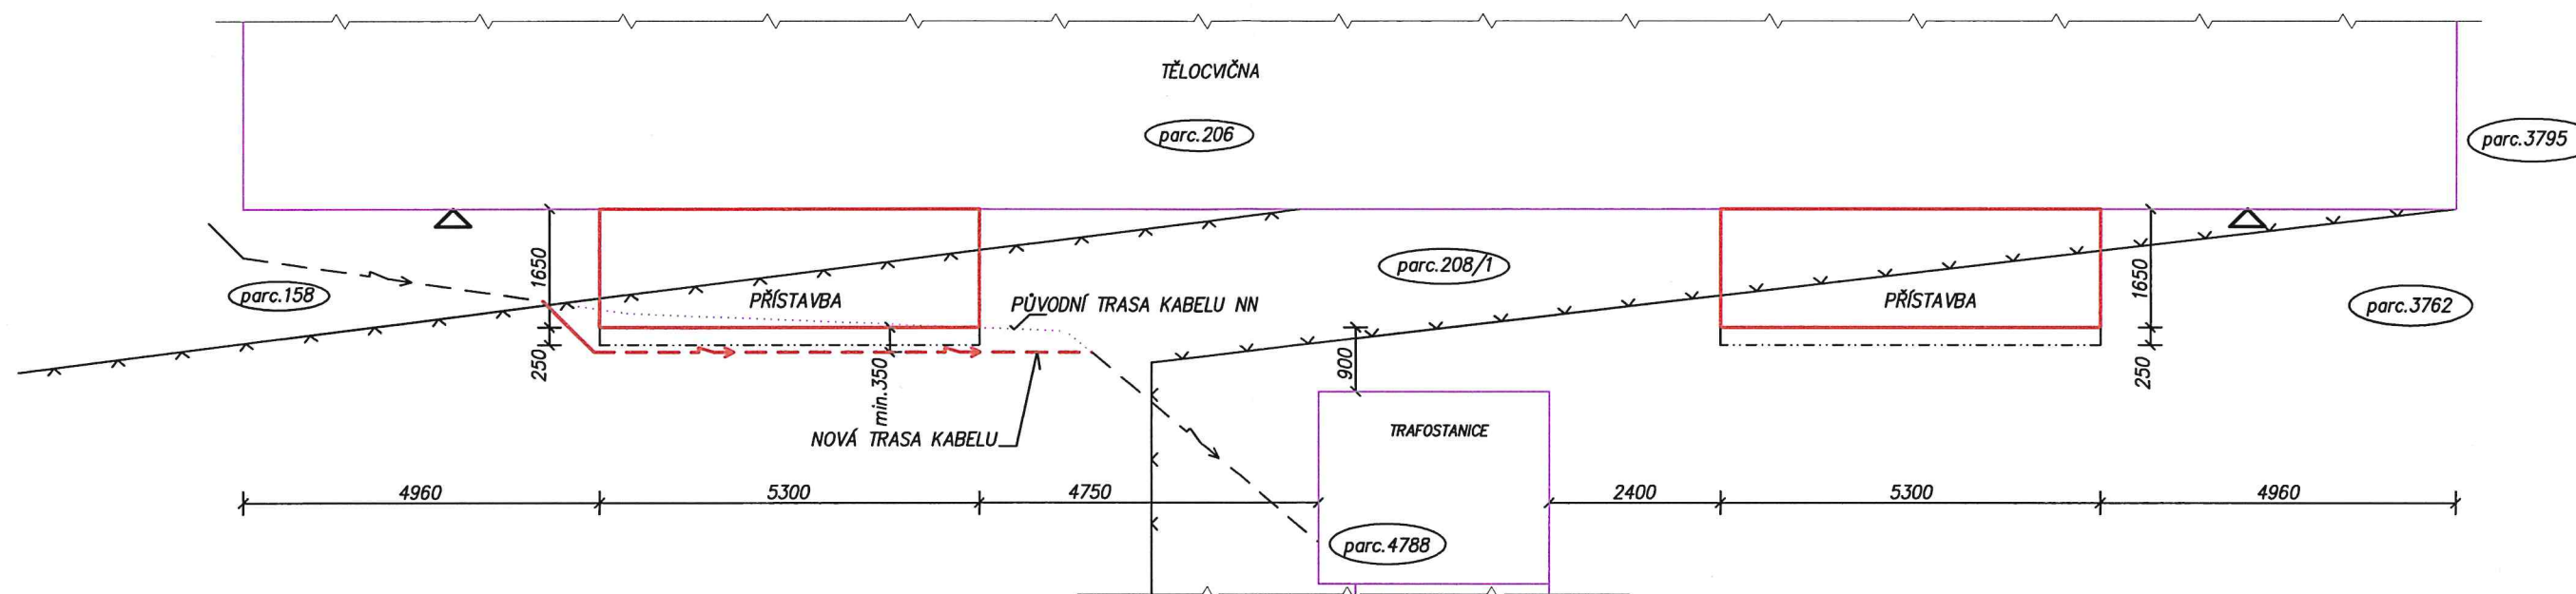 TĚLOCVIČNA
parc.206
parc.3795
1650
parc.158
PŘÍSTAVBA
PŮVODNÍ TRASA KABELU NN
parc.208/1
PŘÍSTAVBA
1650
parc.3762
250
min.350
900
250
NOVÁ TRASA KABELU
TRAFOSTANICE
4960
5300
4750
2400
5300
4960
parc.4788